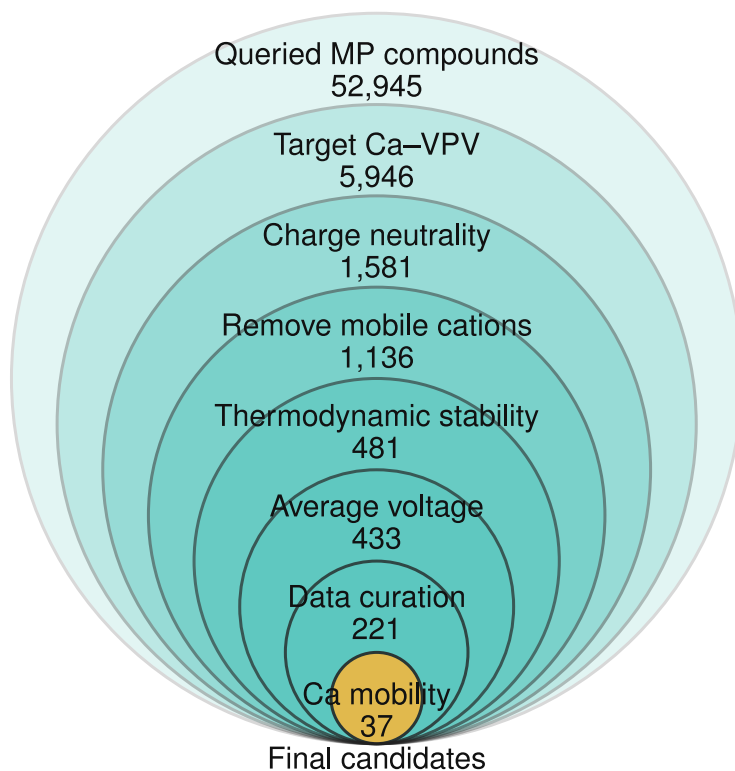 Queried MP compounds
52,945
Target Ca–VPV
5,946
Charge neutrality
1,581
Remove mobile cations
1,136
Thermodynamic stability
481
Average voltage
433
Data curation
221
Ca mobility
37
Final candidates